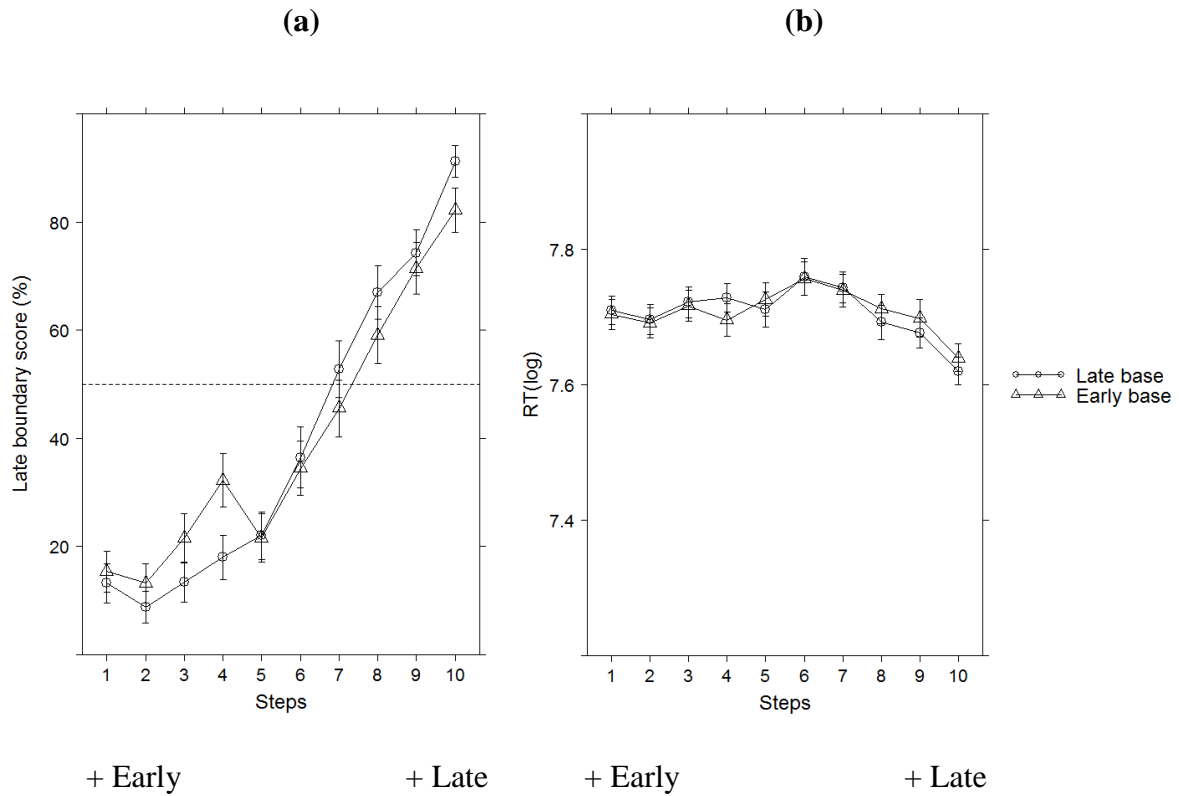 (a)
(b)
Late boundary score (%)
80
60
40
20
1 2 3 4 5 6 7 8 9 10
Steps
RT(log)
7.8
7.6
7.4
1 2 3 4 5 6 7 8 9 10
Steps
Late base
Early base
+ Early
+ Late
+ Early
+ Late